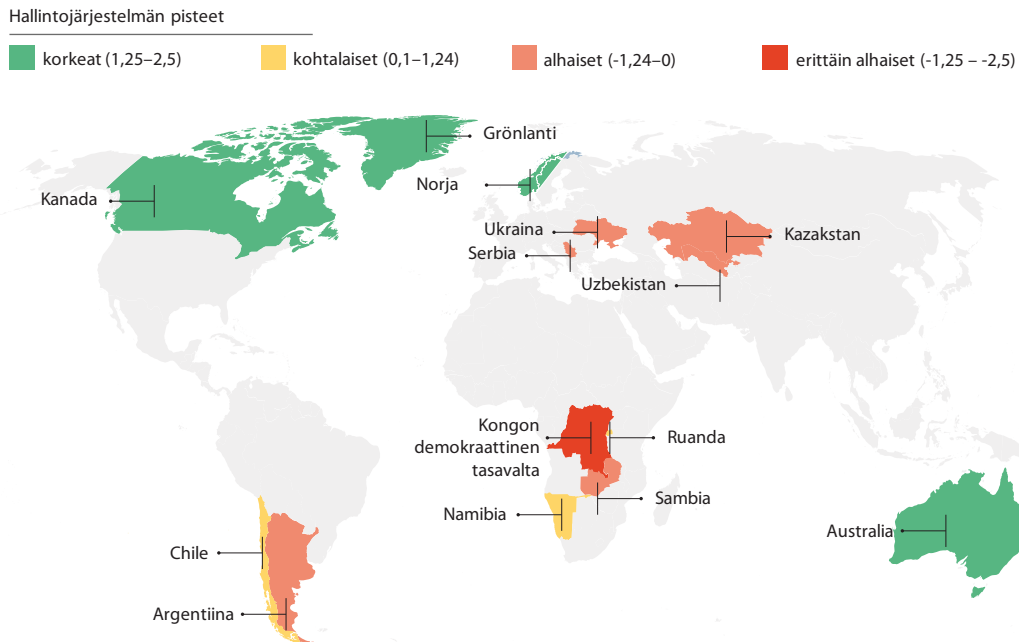 Hallintojärjestelmän pisteet
korkeat (1,25–2,5)
kohtalaiset (0,1–1,24)
alhaiset (-1,24–0)
erittäin alhaiset (-1,25 – -2,5)
Grönlanti
Kanada
Norja
Ukraina
Serbia
Kazakstan
Uzbekistan
Kongon
demokraattinen
tasavalta
Ruanda
Sambia
Namibia
Australia
Chile
Argentiina